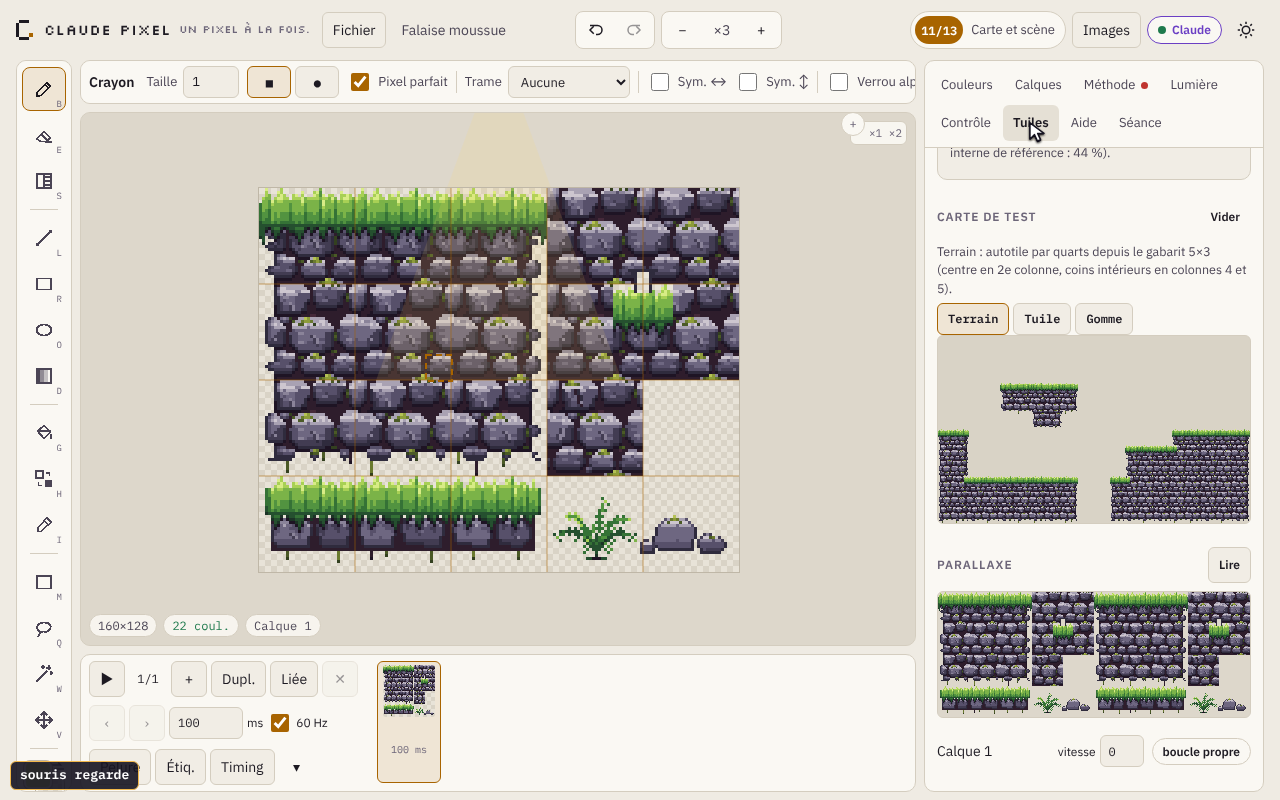 CLAUDE PIXEL UN PIXEL À LA FOIS. Fichier Falaise moussue − ×3 + 11/13 Carte et scène Images Claude
Crayon Taille 1 Pixel parfait Trame Aucune Sym. ↔ Sym. ↕ Verrou alp
Couleurs Calques Méthode Lumière
Contrôle Tuiles Aide Séance
B
E
S
L
R
O
D
G
H
I
M
Q
W
V
+ ×1 ×2
interne de référence : 44 %).
CARTE DE TEST Vider
Terrain : autotile par quarts depuis le gabarit 5×3
(centre en 2e colonne, coins intérieurs en colonnes 4 et
5).
Terrain Tuile Gomme
PARALLAXE Lire
Calque 1 vitesse 0 boucle propre
160×128 22 coul. Calque 1
1/1 + Dupl. Liée ✕
‹ › 100 ms 60 Hz
Étiq. Timing ▼
100 ms
souris regarde